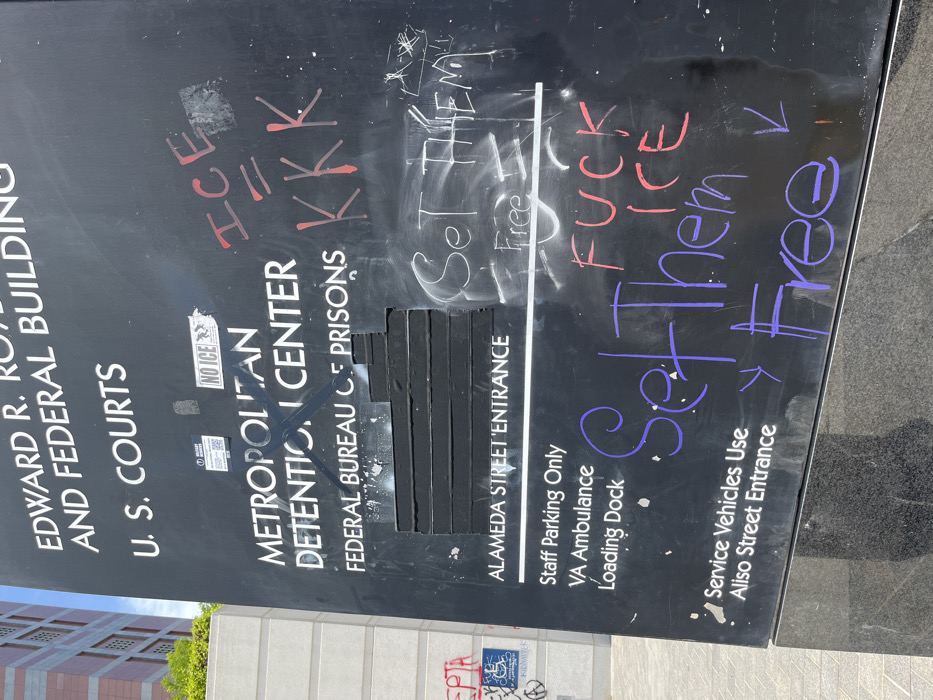 EDWARD R.
AND FEDERAL BUILDING
U. S. COURTS
ICE
=
KKK
NO ICE
METROPOLITAN
DETENTION CENTER
FEDERAL BUREAU OF PRISONS
SeT THEM
Free
ALAMEDA STREET ENTRANCE
Staff Parking Only
VA Ambulance
Loading Dock
FUCK
ICE
Set Them
Free
Service Vehicles Use
Aliso Street Entrance